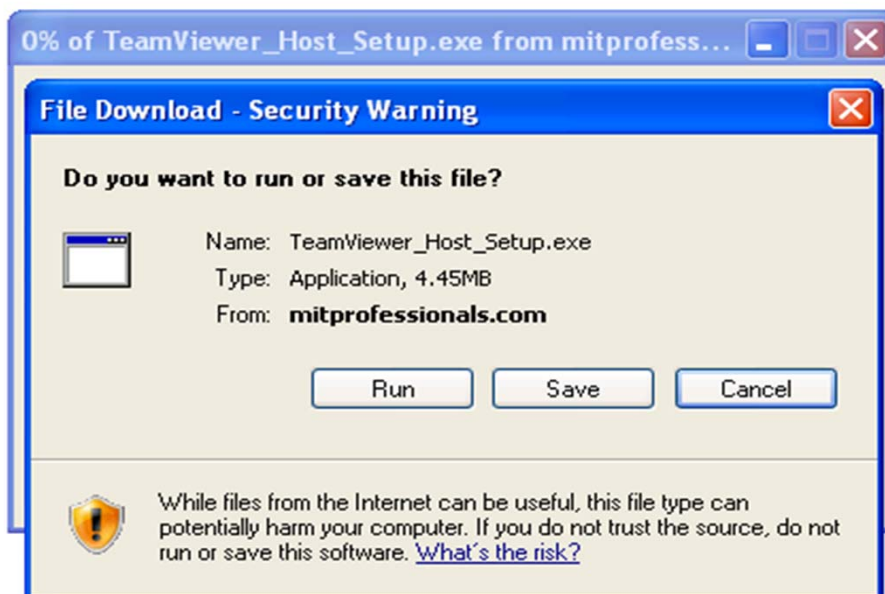 0% of TeamViewer_Host_Setup.exe from mitprofess...
File Download - Security Warning
Do you want to run or save this file?
Name: TeamViewer_Host_Setup.exe
Type: Application, 4.45MB
From: mitprofessionals.com
Run Save Cancel
While files from the Internet can be useful, this file type can
potentially harm your computer. If you do not trust the source, do not
run or save this software. What's the risk?